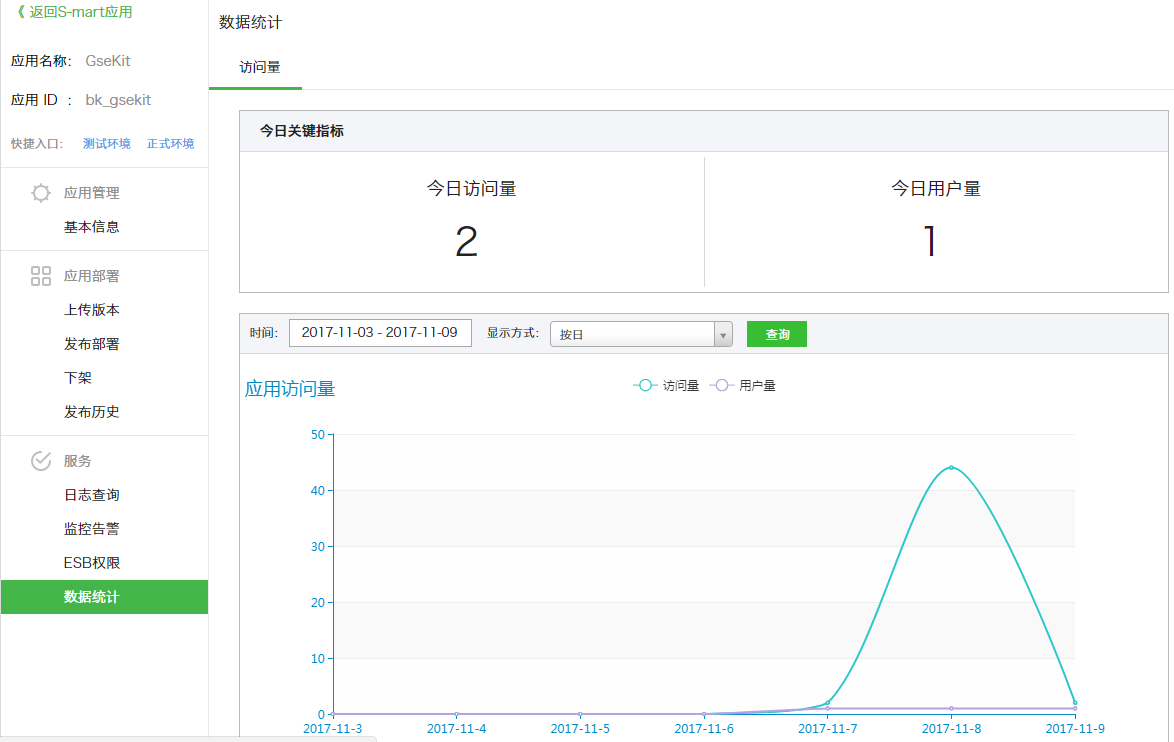 《 返回S-mart应用
应用名称: GseKit
应用 ID : bk_gsekit
快捷入口: 测试环境 正式环境
应用管理
基本信息
应用部署
上传版本
发布部署
下架
发布历史
服务
日志查询
监控告警
ESB权限
数据统计
数据统计
访问量
今日关键指标
今日访问量
2
今日用户量
1
时间: 2017-11-03 - 2017-11-09 显示方式: 按日 查询
应用访问量
访问量 用户量
50
40
30
20
10
0
2017-11-3 2017-11-4 2017-11-5 2017-11-6 2017-11-7 2017-11-8 2017-11-9